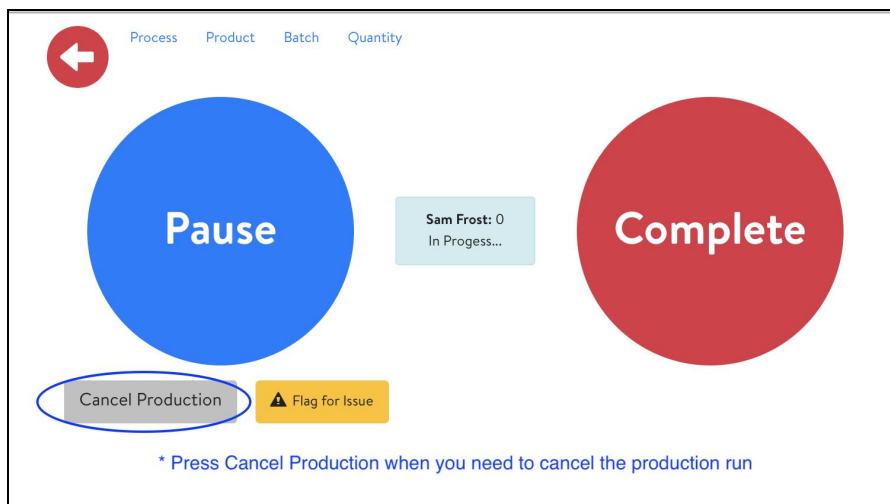 Process Product Batch Quantity
Pause
Sam Frost: 0
In Progess...
Complete
Cancel Production
Flag for Issue
* Press Cancel Production when you need to cancel the production run